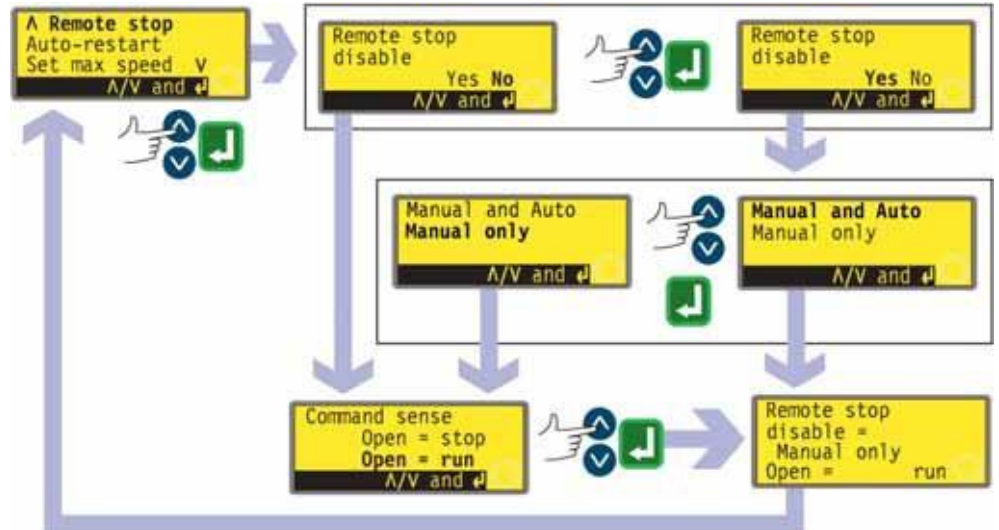 Λ Remote stop
Auto-restart
Set max speed V
Λ/V and ↲
Remote stop
disable
Yes No
Λ/V and ↲
Remote stop
disable
Yes No
Λ/V and ↲
Manual and Auto
Manual only
Λ/V and ↲
Manual and Auto
Manual only
Λ/V and ↲
Command sense
Open = stop
Open = run
Λ/V and ↲
Remote stop
disable =
Manual only
Open = run